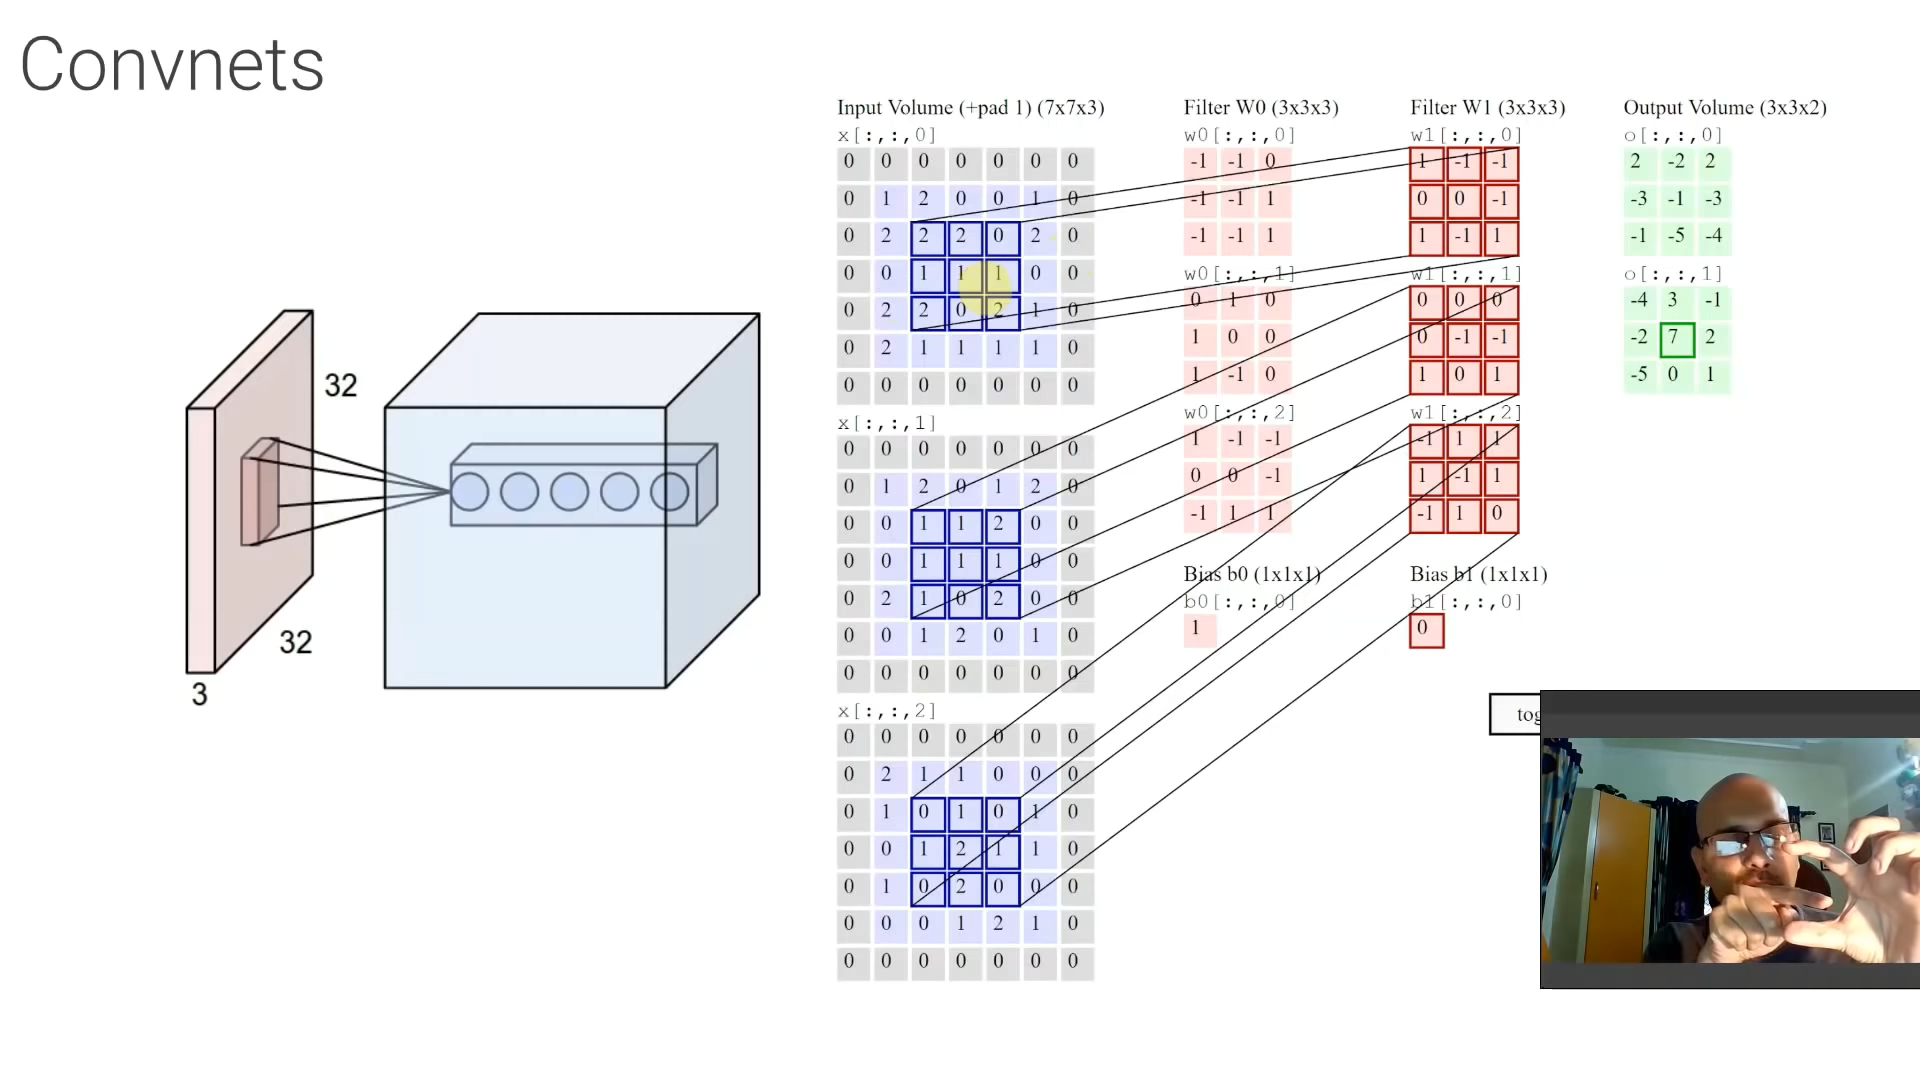 Convnets
32
32
3
Input Volume (+pad 1) (7x7x3)
x[:,:,0]
0 0 0 0 0 0 0
0 1 2 0 0 1 0
0 2 2 2 0 2 0
0 0 1 1 1 0 0
0 2 2 0 2 1 0
0 2 1 1 1 1 0
0 0 0 0 0 0 0
x[:,:,1]
0 0 0 0 0 0 0
0 1 2 0 1 2 0
0 0 1 1 2 0 0
0 0 1 1 1 0 0
0 2 1 0 2 0 0
0 0 1 2 0 1 0
0 0 0 0 0 0 0
x[:,:,2]
0 0 0 0 0 0 0
0 2 1 1 0 0 0
0 1 0 1 0 1 0
0 0 1 2 1 1 0
0 1 0 2 0 0 0
0 0 0 1 2 1 0
0 0 0 0 0 0 0
Filter W0 (3x3x3)
w0[:,:,0]
-1 -1 0
-1 -1 1
-1 -1 1
w0[:,:,1]
0 1 0
1 0 0
1 -1 0
w0[:,:,2]
1 -1 -1
0 0 -1
-1 1 1
Bias b0 (1x1x1)
b0[:,:,0]
1
Filter W1 (3x3x3)
w1[:,:,0]
1 -1 -1
0 0 -1
1 -1 1
w1[:,:,1]
0 0 0
0 -1 -1
1 0 1
w1[:,:,2]
-1 1 1
1 -1 1
-1 1 0
Bias b1 (1x1x1)
b1[:,:,0]
0
Output Volume (3x3x2)
o[:,:,0]
2 -2 2
-3 -1 -3
-1 -5 -4
o[:,:,1]
-4 3 -1
-2 7 2
-5 0 1
tog